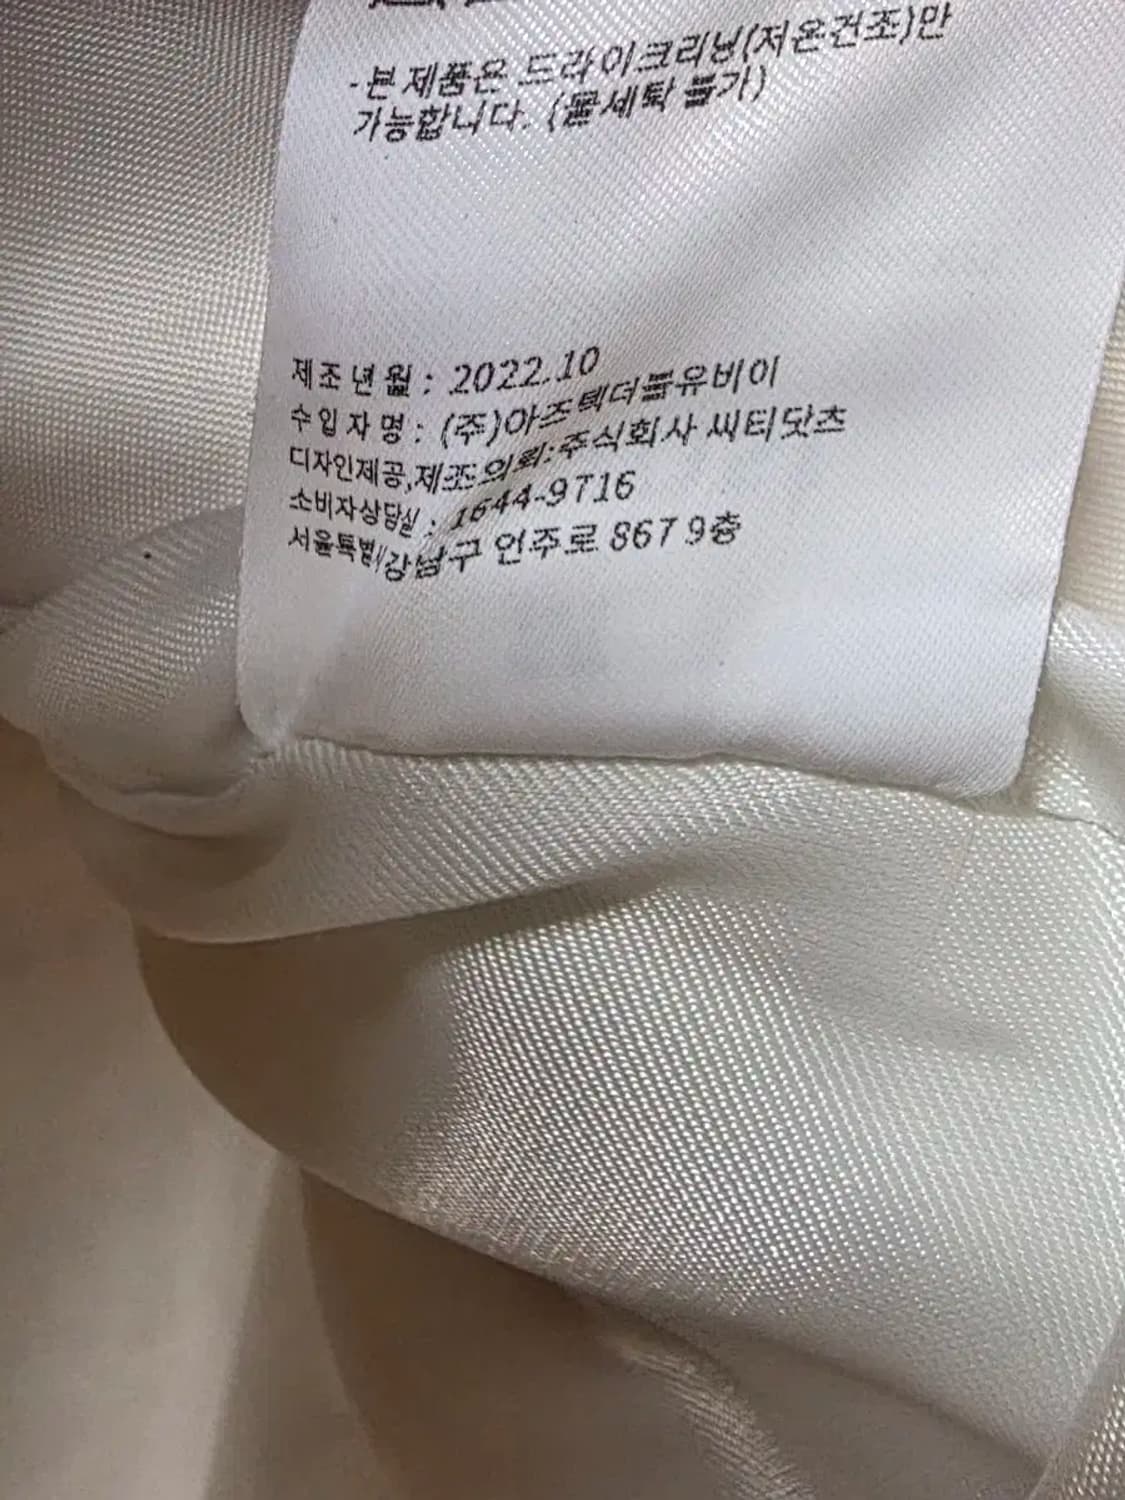 -본 제품은 드라이크리닝(저온건조)만
가능합니다. (물세탁 불가)
제조년월 : 2022.10
수입자명 : (주)아즈텍더블유비이
디자인제공,제조의뢰:주식회사 씨티닷츠
소비자상담실 : 1644-9716
서울특별시 강남구 언주로 867 9층